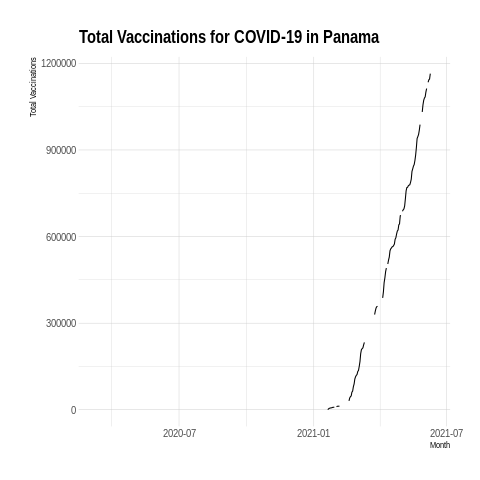 Total Vaccinations for COVID-19 in Panama
Total Vaccinations
1200000
900000
600000
300000
0
2020-07
2021-01
2021-07
Month